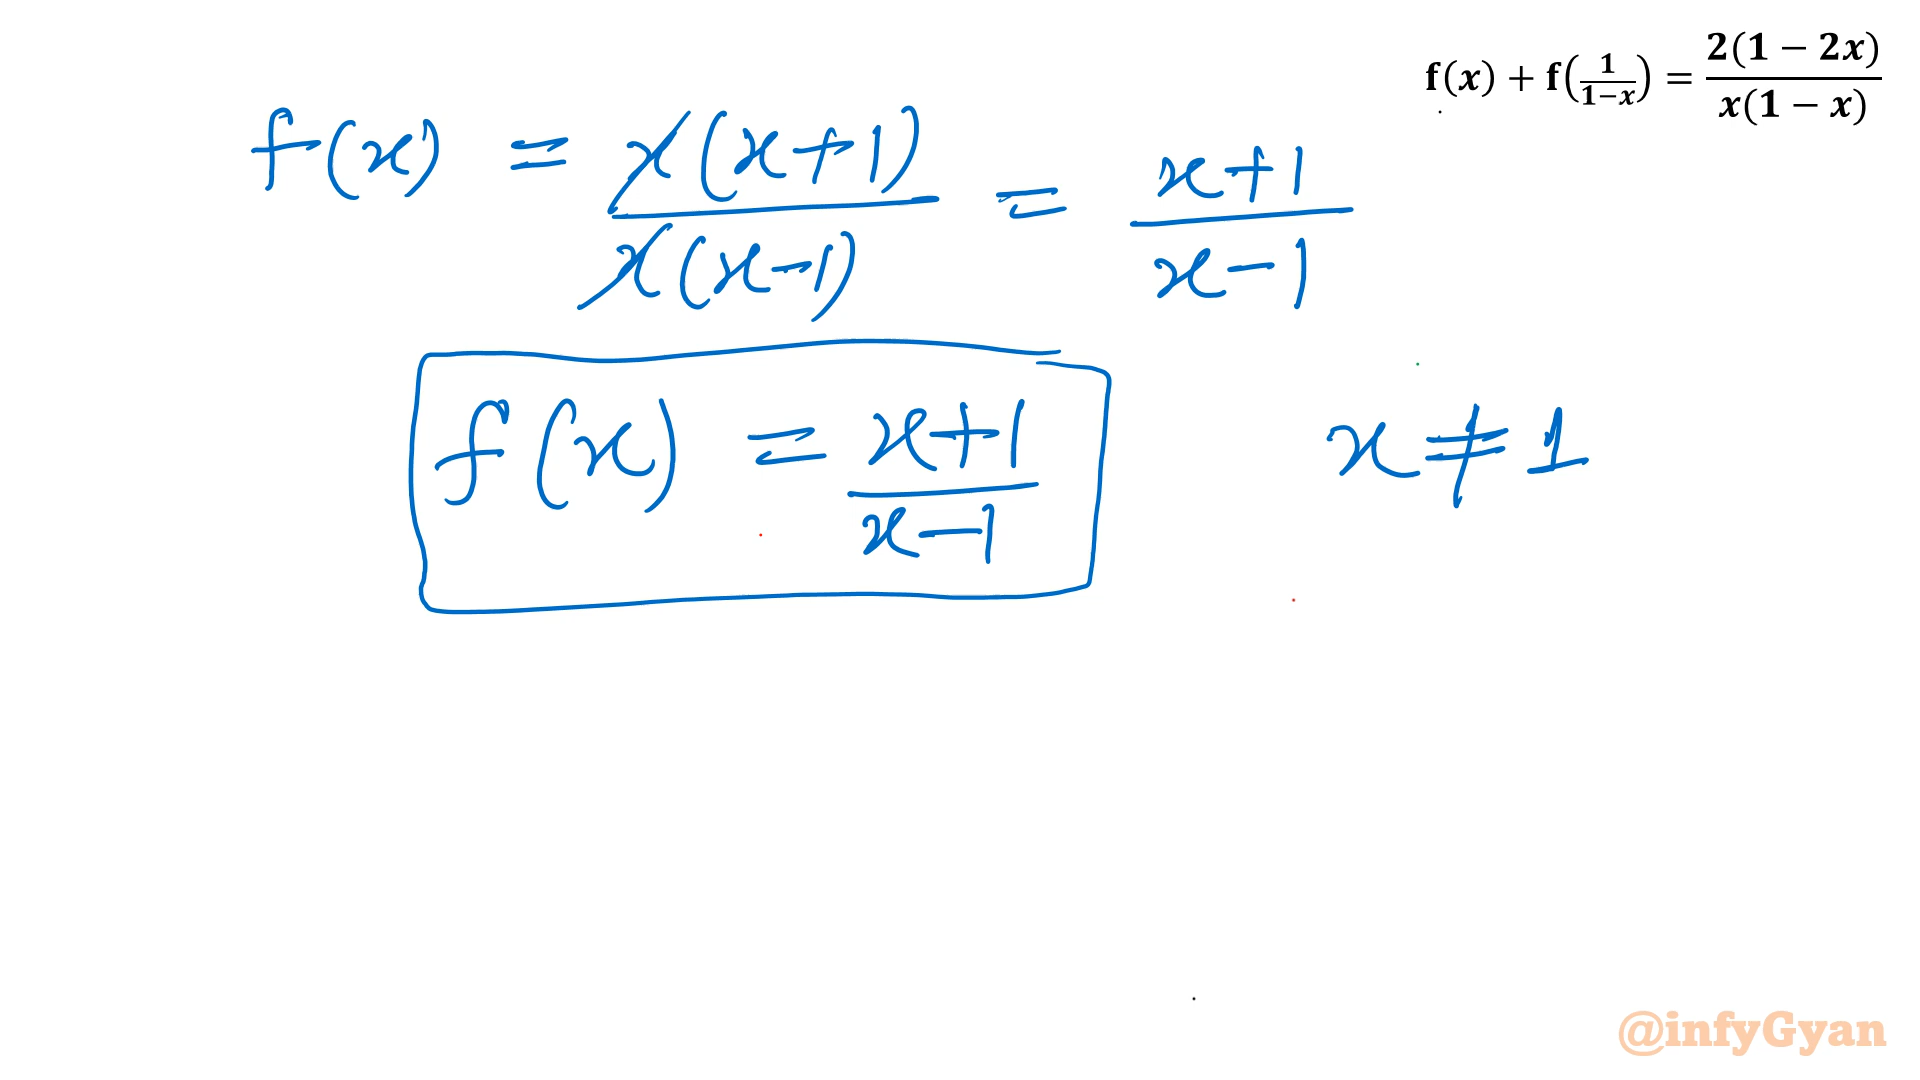 f(x) + f(1/(1−x)) = 2(1 − 2x)/(x(1 − x))
f(x) = x(x+1)/(x(x−1)) = (x+1)/(x−1)
f(x) = (x+1)/(x−1)    x ≠ 1
@infyGyan